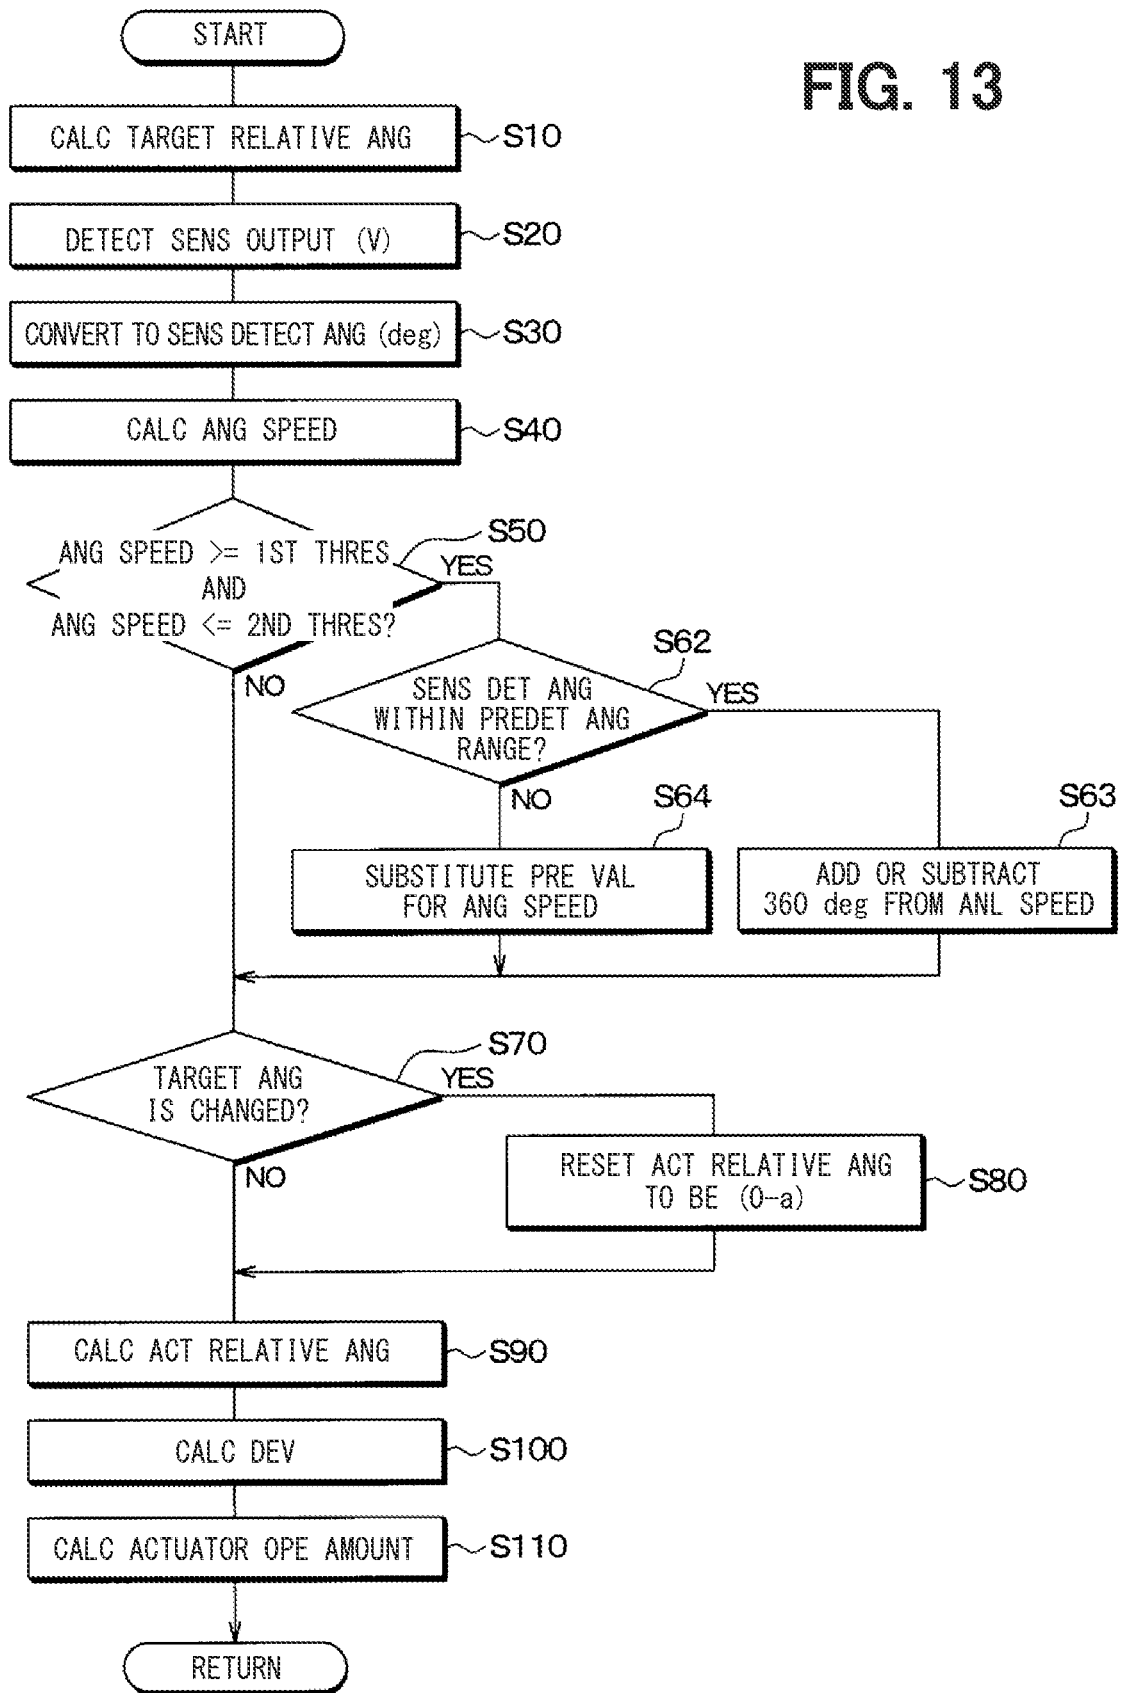 START
FIG. 13
CALC TARGET RELATIVE ANG
S10
DETECT SENS OUTPUT (V)
S20
CONVERT TO SENS DETECT ANG (deg)
S30
CALC ANG SPEED
S40
S50
ANG SPEED >= 1ST THRES
AND
ANG SPEED <= 2ND THRES?
YES
NO
S62
SENS DET ANG
WITHIN PREDET ANG
RANGE?
YES
NO
S64
SUBSTITUTE PRE VAL
FOR ANG SPEED
S63
ADD OR SUBTRACT
360 deg FROM ANL SPEED
S70
TARGET ANG
IS CHANGED?
YES
NO
RESET ACT RELATIVE ANG
TO BE (0-a)
S80
CALC ACT RELATIVE ANG
S90
CALC DEV
S100
CALC ACTUATOR OPE AMOUNT
S110
RETURN